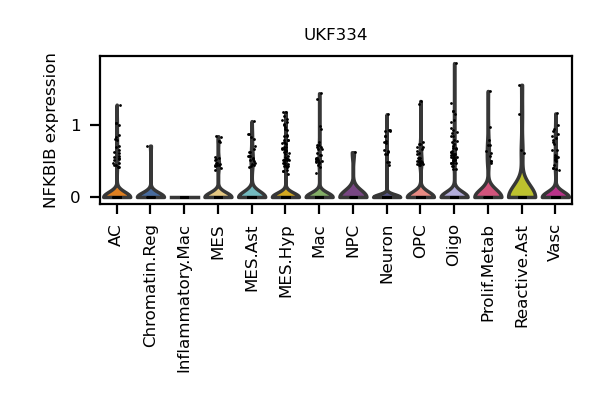 UKF334
NFKBIB expression
1
0
AC
Chromatin.Reg
Inflammatory.Mac
MES
MES.Ast
MES.Hyp
Mac
NPC
Neuron
OPC
Oligo
Prolif.Metab
Reactive.Ast
Vasc